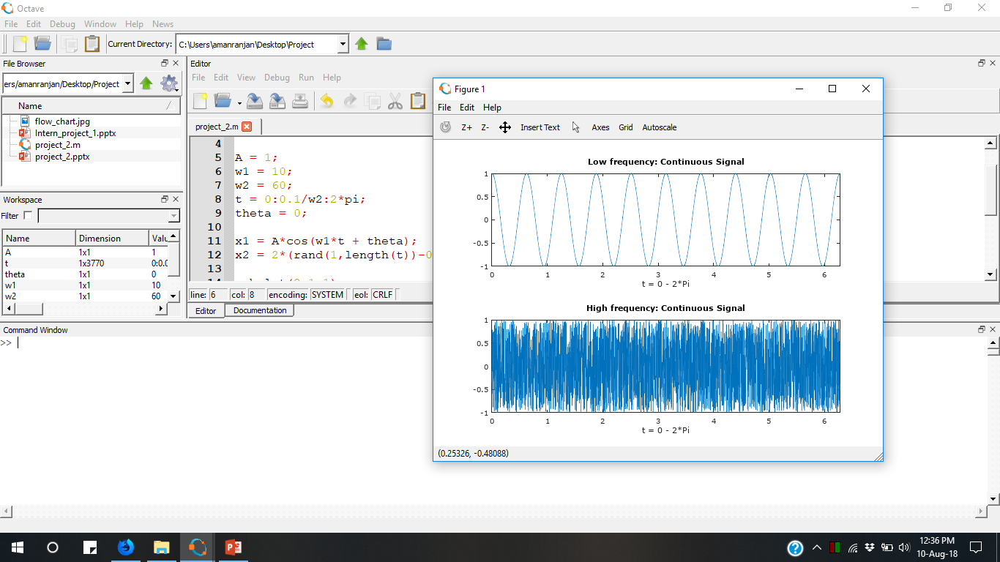 Octave
File Edit Debug Window Help News
Current Directory: C:\Users\amanranjan\Desktop\Project
File Browser
ers/amanranjan/Desktop/Project
Name
flow_chart.jpg
Intern_project_1.pptx
project_2.m
project_2.pptx
Workspace
Filter
Name Dimension Valu
A 1x1 1
t 1x3770 0:0.0
theta 1x1 0
w1 1x1 10
w2 1x1 60
Editor
File Edit View Debug Run Help
project_2.m
4
5 A = 1;
6 w1 = 10;
7 w2 = 60;
8 t = 0:0.1/w2:2*pi;
9 theta = 0;
10
11 x1 = A*cos(w1*t + theta);
12 x2 = 2*(rand(1,length(t))-0
13
line: 6 col: 8 encoding: SYSTEM eol: CRLF
Editor Documentation
Command Window
>>
Figure 1
File Edit Help
Z+ Z- Insert Text Axes Grid Autoscale
Low frequency: Continuous Signal
1
0.5
0
-0.5
-1
0 1 2 3 4 5 6
t = 0 - 2*Pi
High frequency: Continuous Signal
1
0.5
0
-0.5
-1
0 1 2 3 4 5 6
t = 0 - 2*Pi
(0.25326, -0.48088)
12:36 PM
10-Aug-18